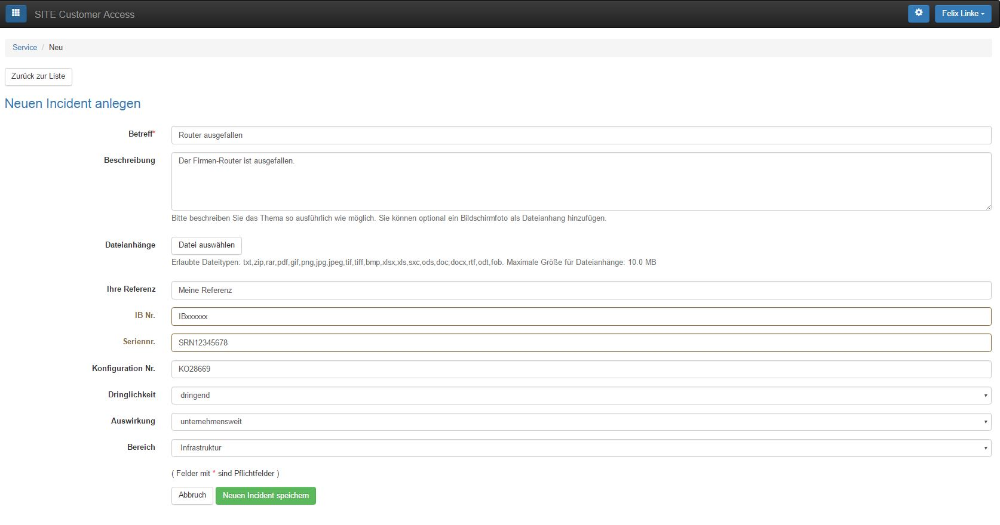 SITE Customer Access
Felix Linke
Service / Neu
Zurück zur Liste
Neuen Incident anlegen
Betreff* Router ausgefallen
Beschreibung Der Firmen-Router ist ausgefallen.
Bitte beschreiben Sie das Thema so ausführlich wie möglich. Sie können optional ein Bildschirmfoto als Dateianhang hinzufügen.
Dateianhänge Datei auswählen
Erlaubte Dateitypen: txt,zip,rar,pdf,gif,png,jpg,jpeg,tif,tiff,bmp,xlsx,xls,sxc,ods,doc,docx,rtf,odt,fob. Maximale Größe für Dateianhänge: 10.0 MB
Ihre Referenz Meine Referenz
IB Nr. IBxxxxxx
Seriennr. SRN12345678
Konfiguration Nr. KO28669
Dringlichkeit dringend
Auswirkung unternehmensweit
Bereich Infrastruktur
( Felder mit * sind Pflichtfelder )
Abbruch Neuen Incident speichern